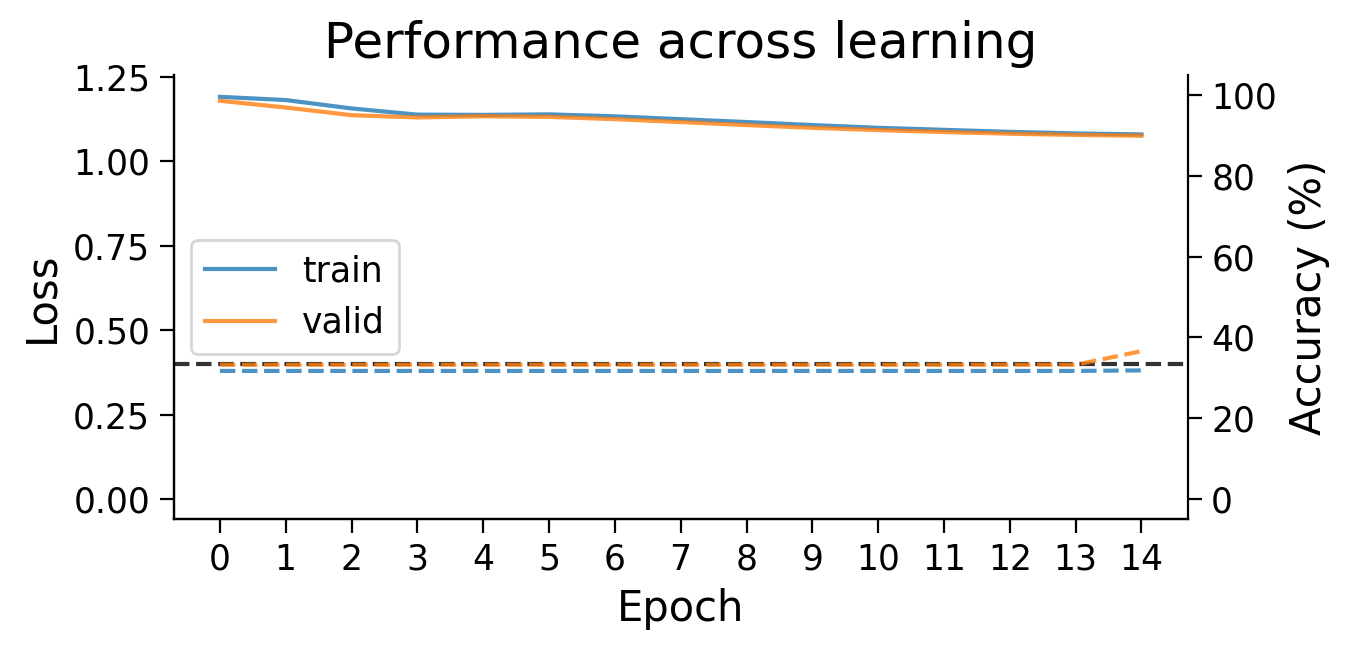 Performance across learning
1.25
1.00
0.75
0.50
0.25
0.00
Loss
train
valid
100
80
60
40
20
0
Accuracy (%)
0 1 2 3 4 5 6 7 8 9 10 11 12 13 14
Epoch